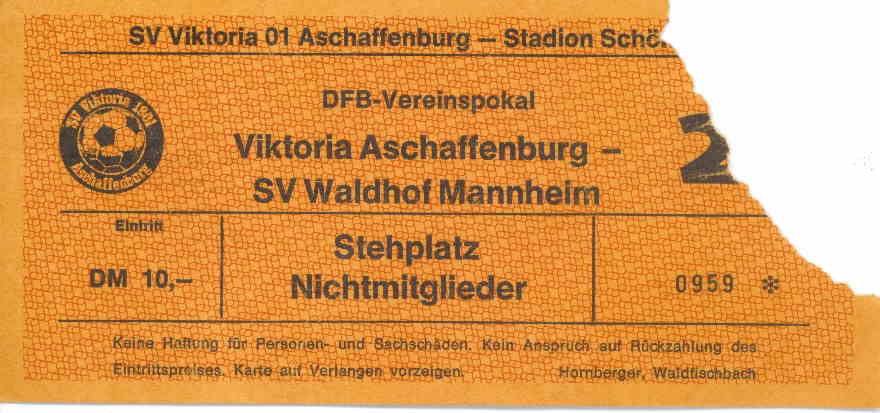 SV Viktoria 01 Aschaffenburg — Stadion Schö
SV Viktoria 1901
Aschaffenburg
DFB-Vereinspokal
2
Viktoria Aschaffenburg –
SV Waldhof Mannheim
Eintritt
DM 10,—
Stehplatz
Nichtmitglieder
0959 *
Keine Haftung für Personen- und Sachschäden. Kein Anspruch auf Rückzahlung des
Eintrittspreises. Karte auf Verlangen vorzeigen. Hornberger, Waldfischbach